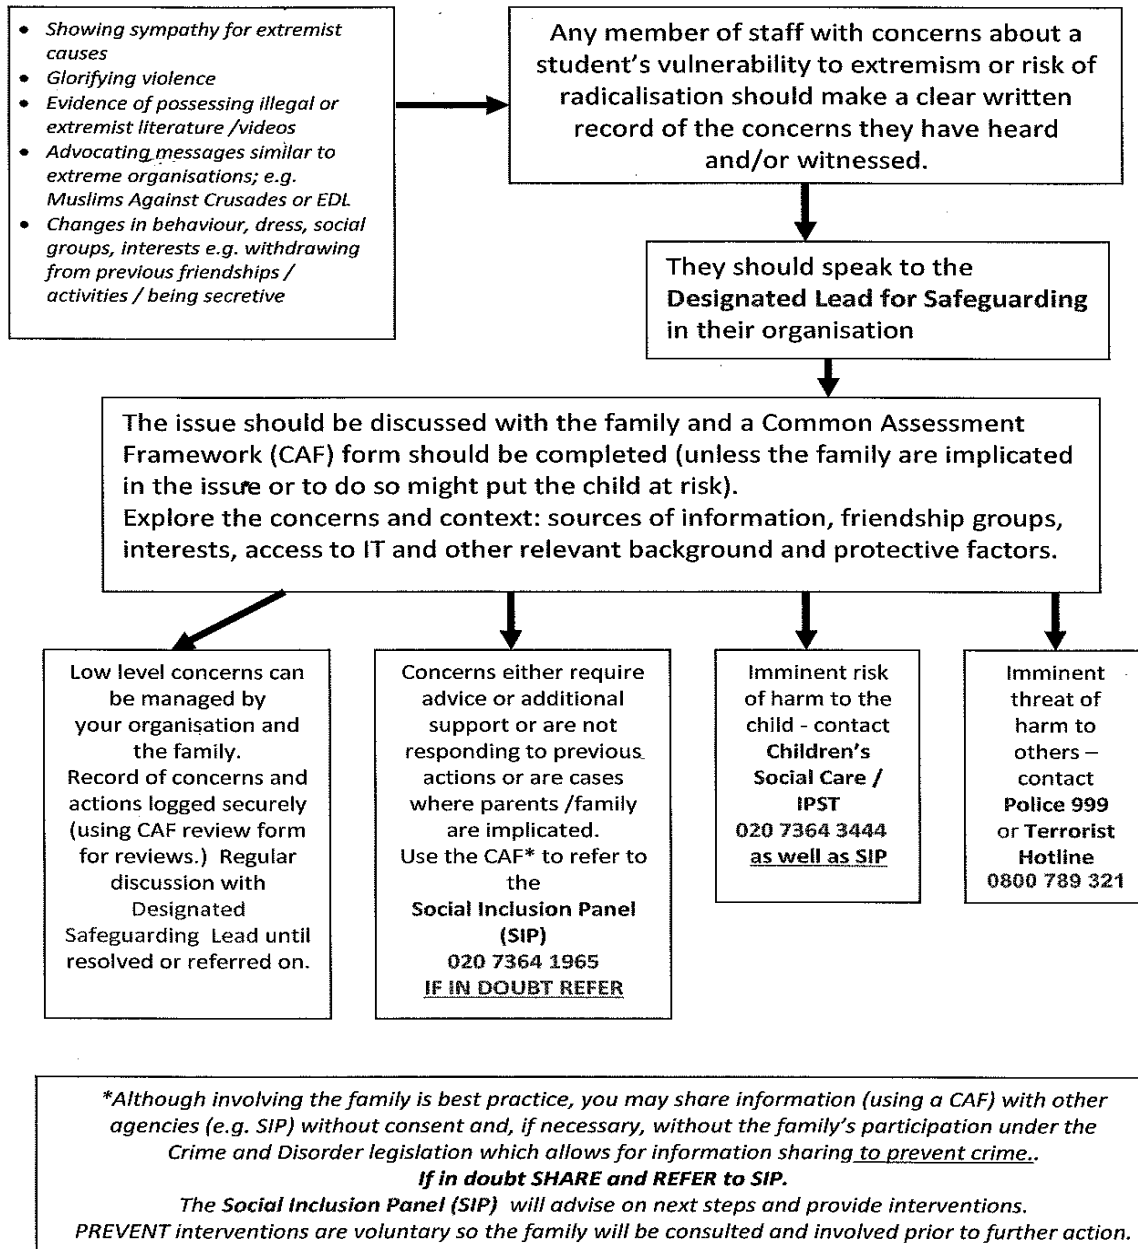 • Showing sympathy for extremist
causes
• Glorifying violence
• Evidence of possessing illegal or
extremist literature /videos
• Advocating messages similar to
extreme organisations; e.g.
Muslims Against Crusades or EDL
• Changes in behaviour, dress, social
groups, interests e.g. withdrawing
from previous friendships /
activities / being secretive
Any member of staff with concerns about a
student's vulnerability to extremism or risk of
radicalisation should make a clear written
record of the concerns they have heard
and/or witnessed.
They should speak to the
Designated Lead for Safeguarding
in their organisation
The issue should be discussed with the family and a Common Assessment
Framework (CAF) form should be completed (unless the family are implicated
in the issue or to do so might put the child at risk).
Explore the concerns and context: sources of information, friendship groups,
interests, access to IT and other relevant background and protective factors.
Low level concerns can
be managed by
your organisation and
the family.
Record of concerns and
actions logged securely
(using CAF review form
for reviews.) Regular
discussion with
Designated
Safeguarding Lead until
resolved or referred on.
Concerns either require
advice or additional
support or are not
responding to previous
actions or are cases
where parents /family
are implicated.
Use the CAF* to refer to
the
Social Inclusion Panel
(SIP)
020 7364 1965
IF IN DOUBT REFER
Imminent risk
of harm to the
child - contact
Children's
Social Care /
IPST
020 7364 3444
as well as SIP
Imminent
threat of
harm to
others –
contact
Police 999
or Terrorist
Hotline
0800 789 321
*Although involving the family is best practice, you may share information (using a CAF) with other
agencies (e.g. SIP) without consent and, if necessary, without the family's participation under the
Crime and Disorder legislation which allows for information sharing to prevent crime..
If in doubt SHARE and REFER to SIP.
The Social Inclusion Panel (SIP) will advise on next steps and provide interventions.
PREVENT interventions are voluntary so the family will be consulted and involved prior to further action.